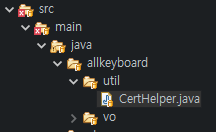 src
main
java
allkeyboard
util
CertHelper.java
vo